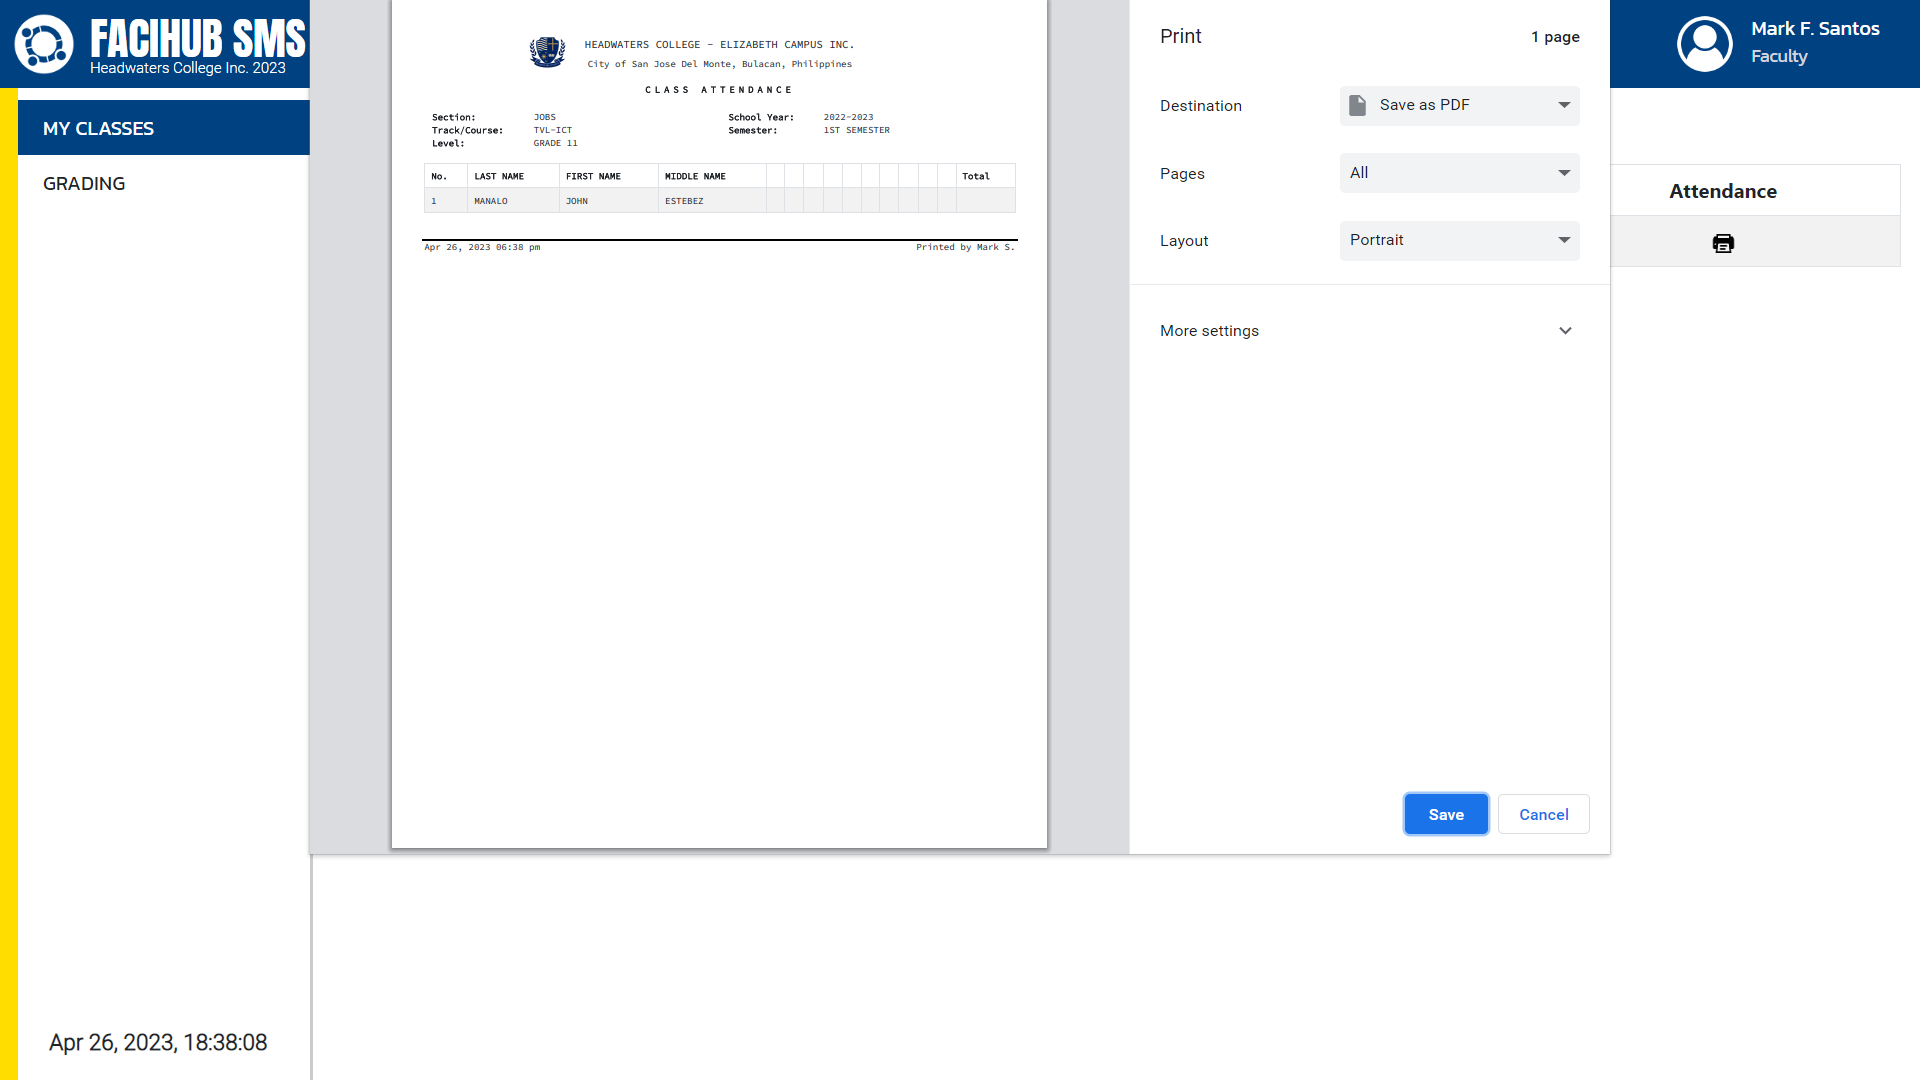 FACIHUB SMS
Headwaters College Inc. 2023
MY CLASSES
GRADING
Apr 26, 2023, 18:38:08
HEADWATERS COLLEGE - ELIZABETH CAMPUS INC.
City of San Jose Del Monte, Bulacan, Philippines
CLASS ATTENDANCE
Section: JOBS School Year: 2022-2023
Track/Course: TVL-ICT Semester: 1ST SEMESTER
Level: GRADE 11
No. LAST NAME FIRST NAME MIDDLE NAME Total
1 MANALO JOHN ESTEBEZ
Apr 26, 2023 06:38 pm Printed by Mark S.
Print 1 page
Destination Save as PDF
Pages All
Layout Portrait
More settings
Save Cancel
Mark F. Santos
Faculty
Attendance